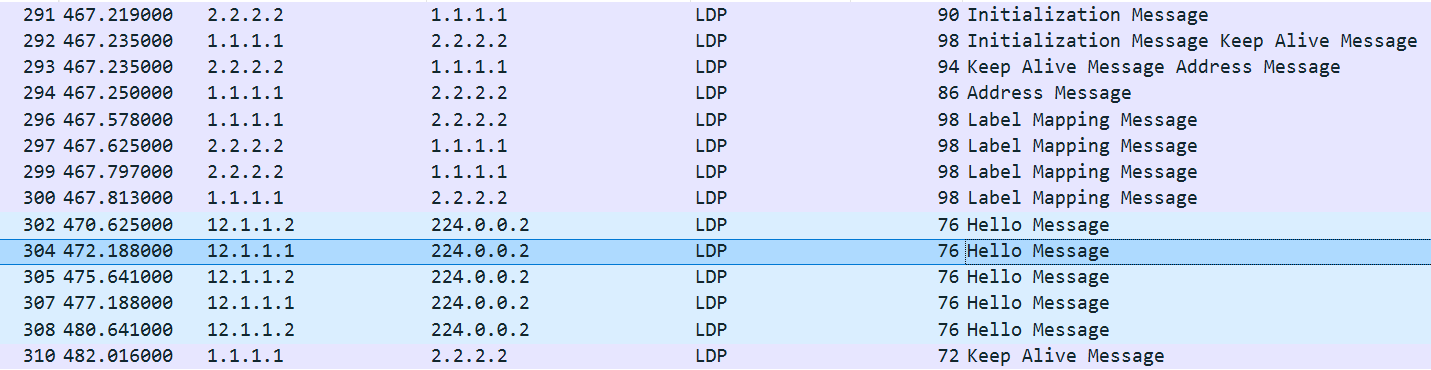 291 467.219000 2.2.2.2 1.1.1.1 LDP 90 Initialization Message
292 467.235000 1.1.1.1 2.2.2.2 LDP 98 Initialization Message Keep Alive Message
293 467.235000 2.2.2.2 1.1.1.1 LDP 94 Keep Alive Message Address Message
294 467.250000 1.1.1.1 2.2.2.2 LDP 86 Address Message
296 467.578000 1.1.1.1 2.2.2.2 LDP 98 Label Mapping Message
297 467.625000 2.2.2.2 1.1.1.1 LDP 98 Label Mapping Message
299 467.797000 2.2.2.2 1.1.1.1 LDP 98 Label Mapping Message
300 467.813000 1.1.1.1 2.2.2.2 LDP 98 Label Mapping Message
302 470.625000 12.1.1.2 224.0.0.2 LDP 76 Hello Message
304 472.188000 12.1.1.1 224.0.0.2 LDP 76 Hello Message
305 475.641000 12.1.1.2 224.0.0.2 LDP 76 Hello Message
307 477.188000 12.1.1.1 224.0.0.2 LDP 76 Hello Message
308 480.641000 12.1.1.2 224.0.0.2 LDP 76 Hello Message
310 482.016000 1.1.1.1 2.2.2.2 LDP 72 Keep Alive Message